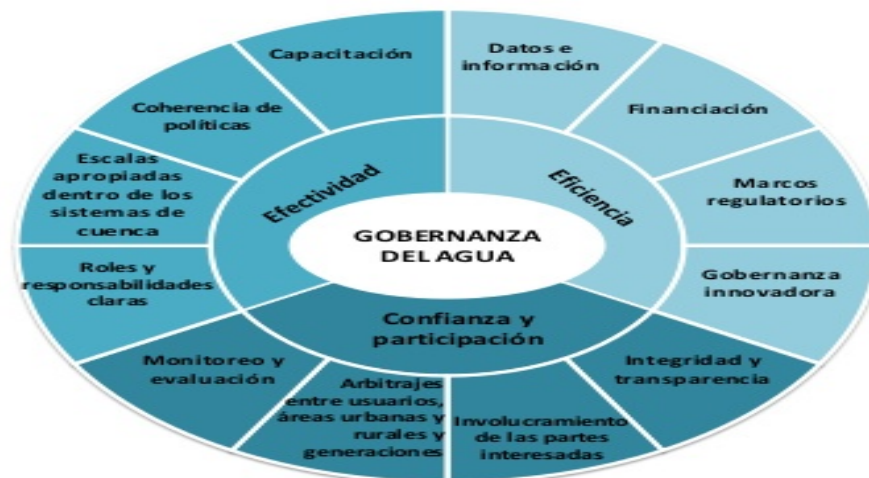 Capacitación
Datos e
información
Coherencia de
políticas
Financiación
Escalas
apropiadas
dentro de los
sistemas de
cuenca
Efectividad
Eficiencia
Marcos
regulatorios
GOBERNANZA
DEL AGUA
Roles y
responsabilidades
claras
Gobernanza
innovadora
Confianza y
participación
Monitoreo y
evaluación
Integridad y
transparencia
Arbitrajes
entre usuarios,
áreas urbanas y
rurales y
generaciones
Involucramiento
de las partes
interesadas